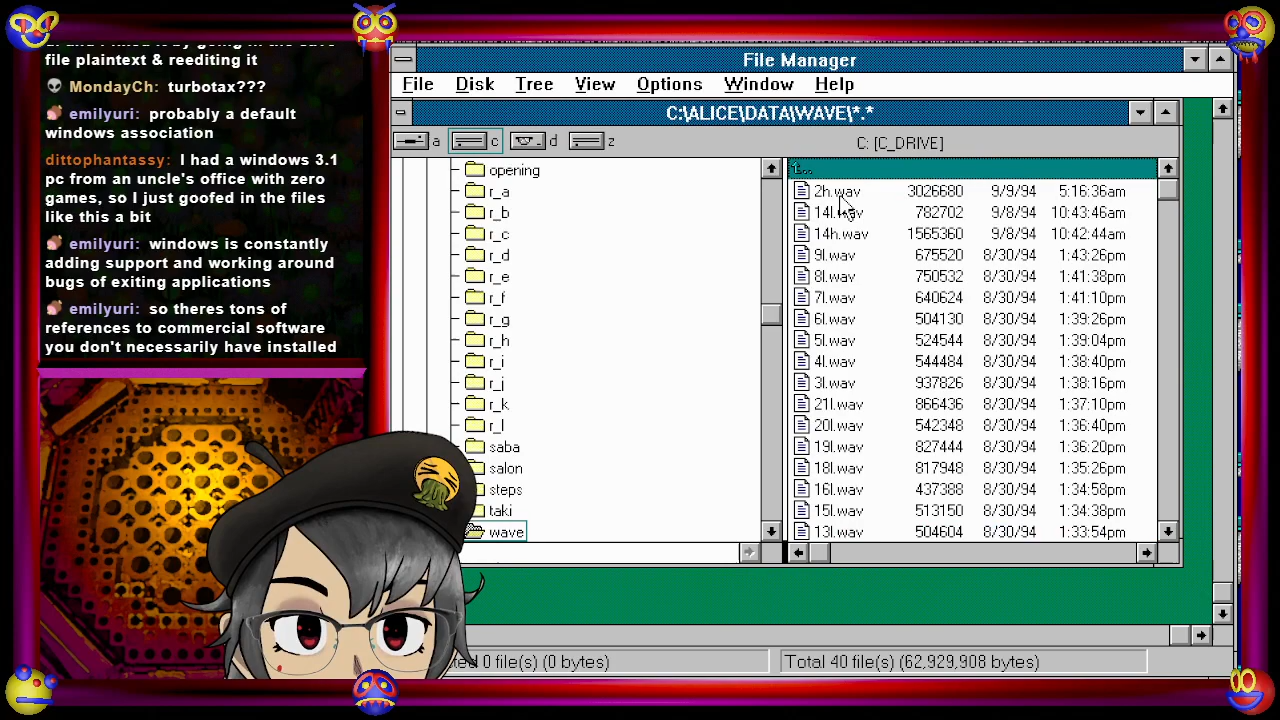 file plaintext & reediting it
MondayCh: turbotax???
emilyuri: probably a default
windows association
dittophantassy: I had a windows 3.1
pc from an uncle's office with zero
games, so I just goofed in the files
like this a bit
emilyuri: windows is constantly
adding support and working around
bugs of exiting applications
emilyuri: so theres tons of
references to commercial software
you don't necessarily have installed
File Manager
File Disk Tree View Options Window Help
C:\ALICE\DATA\WAVE\*.*
a c d z C: [C_DRIVE]
opening
r_a
r_b
r_c
r_d
r_e
r_f
r_g
r_h
r_i
r_j
r_k
r_l
saba
salon
steps
taki
wave
2h.wav 3026680 9/9/94 5:16:36am
14l.wav 782702 9/8/94 10:43:46am
14h.wav 1565360 9/8/94 10:42:44am
9l.wav 675520 8/30/94 1:43:26pm
8l.wav 750532 8/30/94 1:41:38pm
7l.wav 640624 8/30/94 1:41:10pm
6l.wav 504130 8/30/94 1:39:26pm
5l.wav 524544 8/30/94 1:39:04pm
4l.wav 544484 8/30/94 1:38:40pm
3l.wav 937826 8/30/94 1:38:16pm
21l.wav 866436 8/30/94 1:37:10pm
20l.wav 542348 8/30/94 1:36:40pm
19l.wav 827444 8/30/94 1:36:20pm
18l.wav 817948 8/30/94 1:35:26pm
16l.wav 437388 8/30/94 1:34:58pm
15l.wav 513150 8/30/94 1:34:38pm
13l.wav 504604 8/30/94 1:33:54pm
0 file(s) (0 bytes)
Total 40 file(s) (62,929,908 bytes)